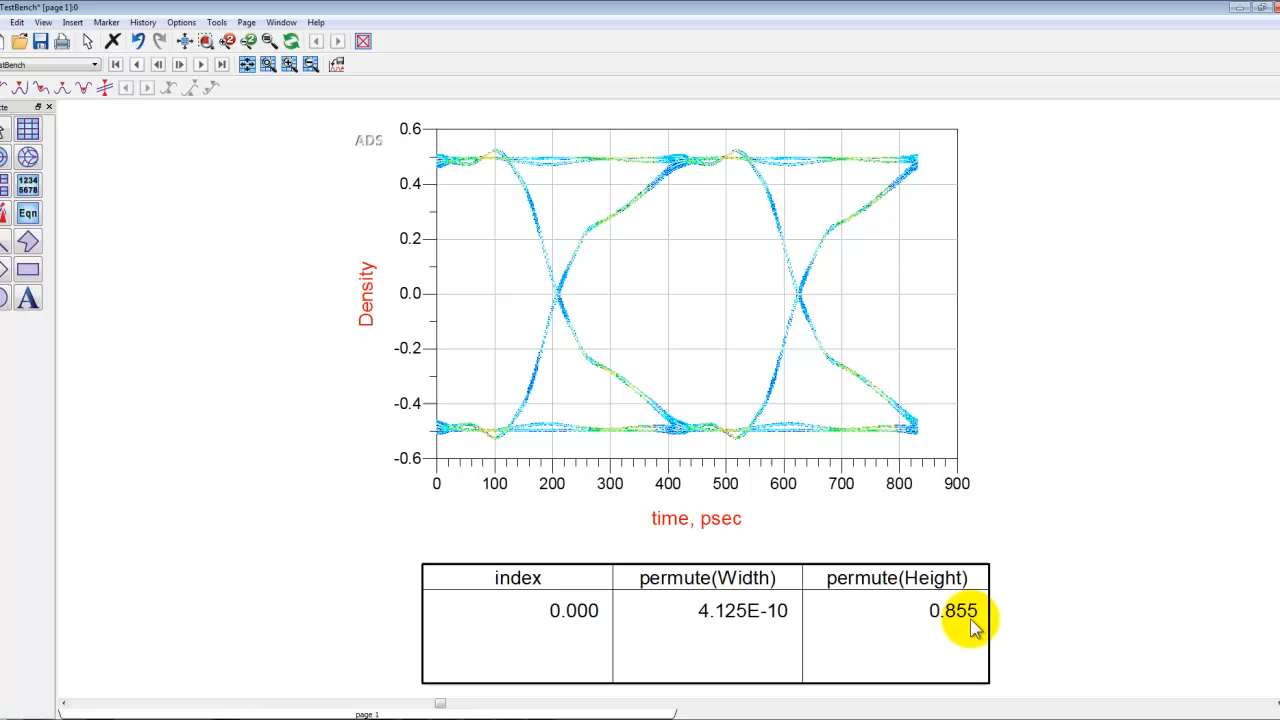 TestBench* [page 1]:0
Edit View Insert Marker History Options Tools Page Window Help
stBench
tte
1234
5678
Eqn
A
ADS
0.6
0.4
0.2
0.0
-0.2
-0.4
-0.6
Density
0 100 200 300 400 500 600 700 800 900
time, psec
index permute(Width) permute(Height)
0.000 4.125E-10 0.855
page 1